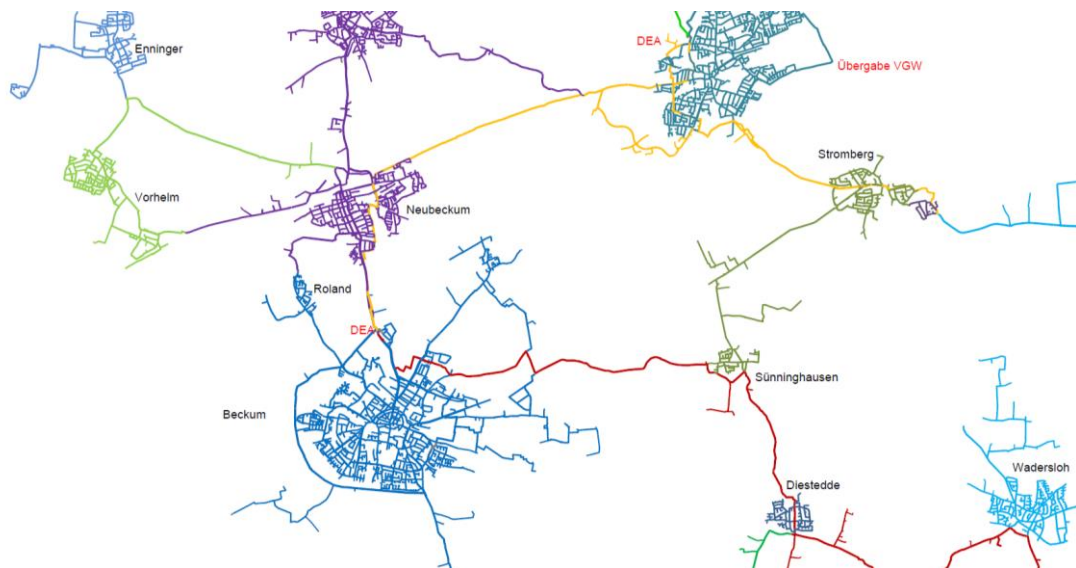 Enninger
DEA
Übergabe VGW
Stromberg
Vorhelm
Neubeckum
Roland
DEA
Sünninghausen
Beckum
Wadersloh
Diestedde